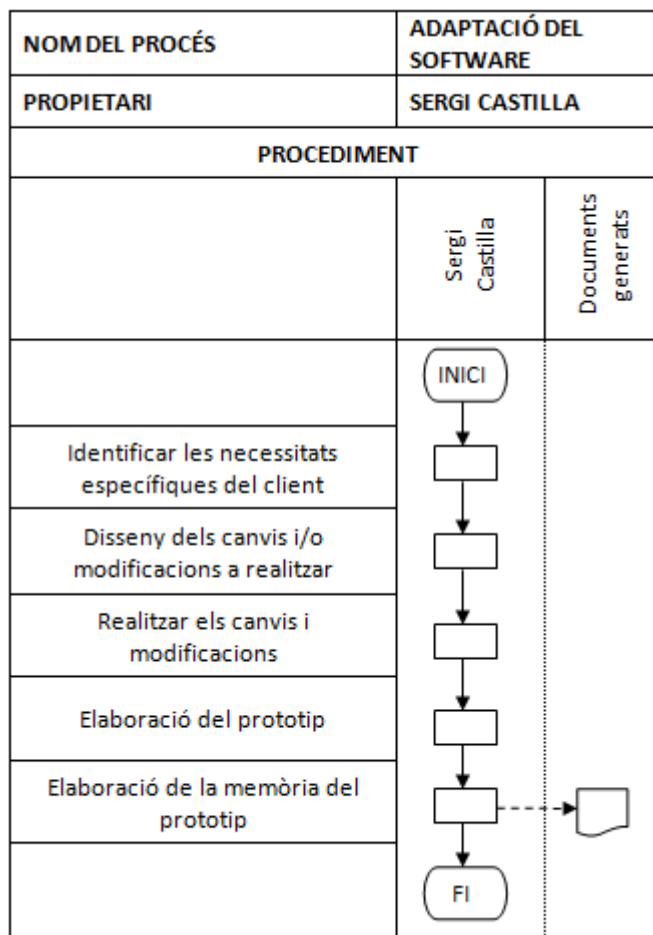 NOM DEL PROCÉS
ADAPTACIÓ DEL
SOFTWARE
PROPIETARI
SERGI CASTILLA
PROCEDIMENT
Sergi
Castilla
Documents
generats
INICI
Identificar les necessitats
específiques del client
Disseny dels canvis i/o
modificacions a realitzar
Realitzar els canvis i
modificacions
Elaboració del prototip
Elaboració de la memòria del
prototip
FI